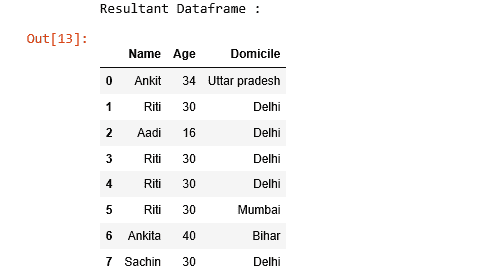 Resultant Dataframe :
Out[13]:
Name Age Domicile
0 Ankit 34 Uttar pradesh
1 Riti 30 Delhi
2 Aadi 16 Delhi
3 Riti 30 Delhi
4 Riti 30 Delhi
5 Riti 30 Mumbai
6 Ankita 40 Bihar
7 Sachin 30 Delhi